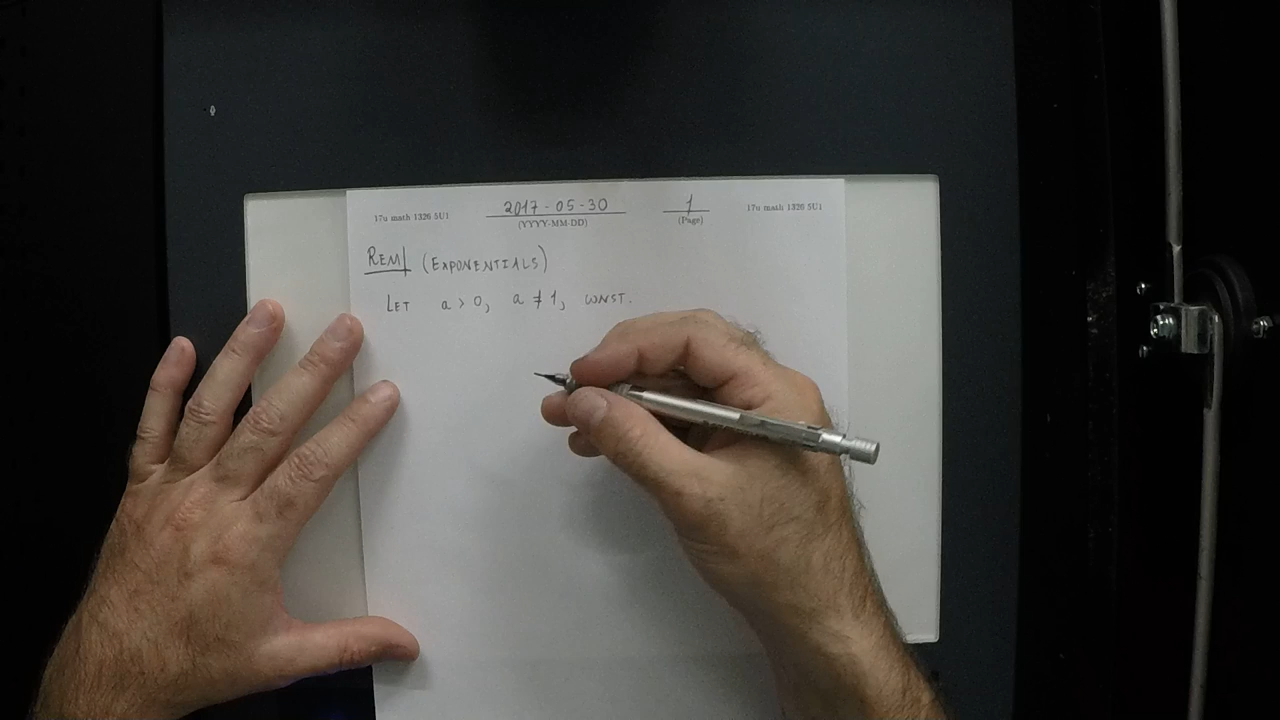 17u math 1326 5U1 2017-05-30 1 17u math 1326 5U1
(YYYY-MM-DD) (Page)
REM (EXPONENTIALS)
LET a > 0, a ≠ 1, CONST.